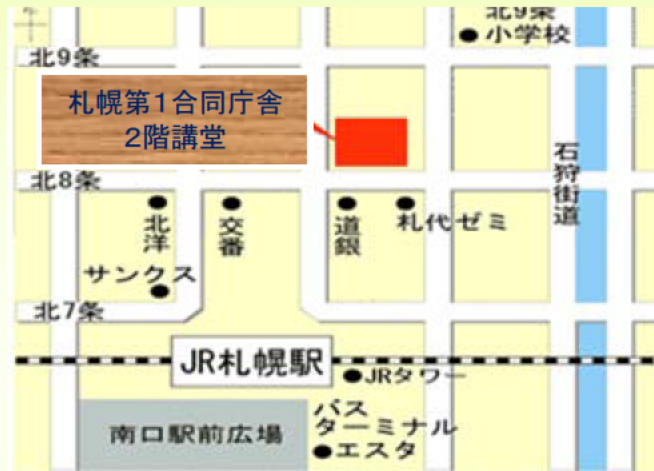 北9条
小学校
北9条
札幌第1合同庁舎
2階講堂
石狩街道
北8条
北洋
交番
道銀
札代ゼミ
サンクス
北7条
JR札幌駅
JRタワー
バス
ターミナル
南口駅前広場
エスタ